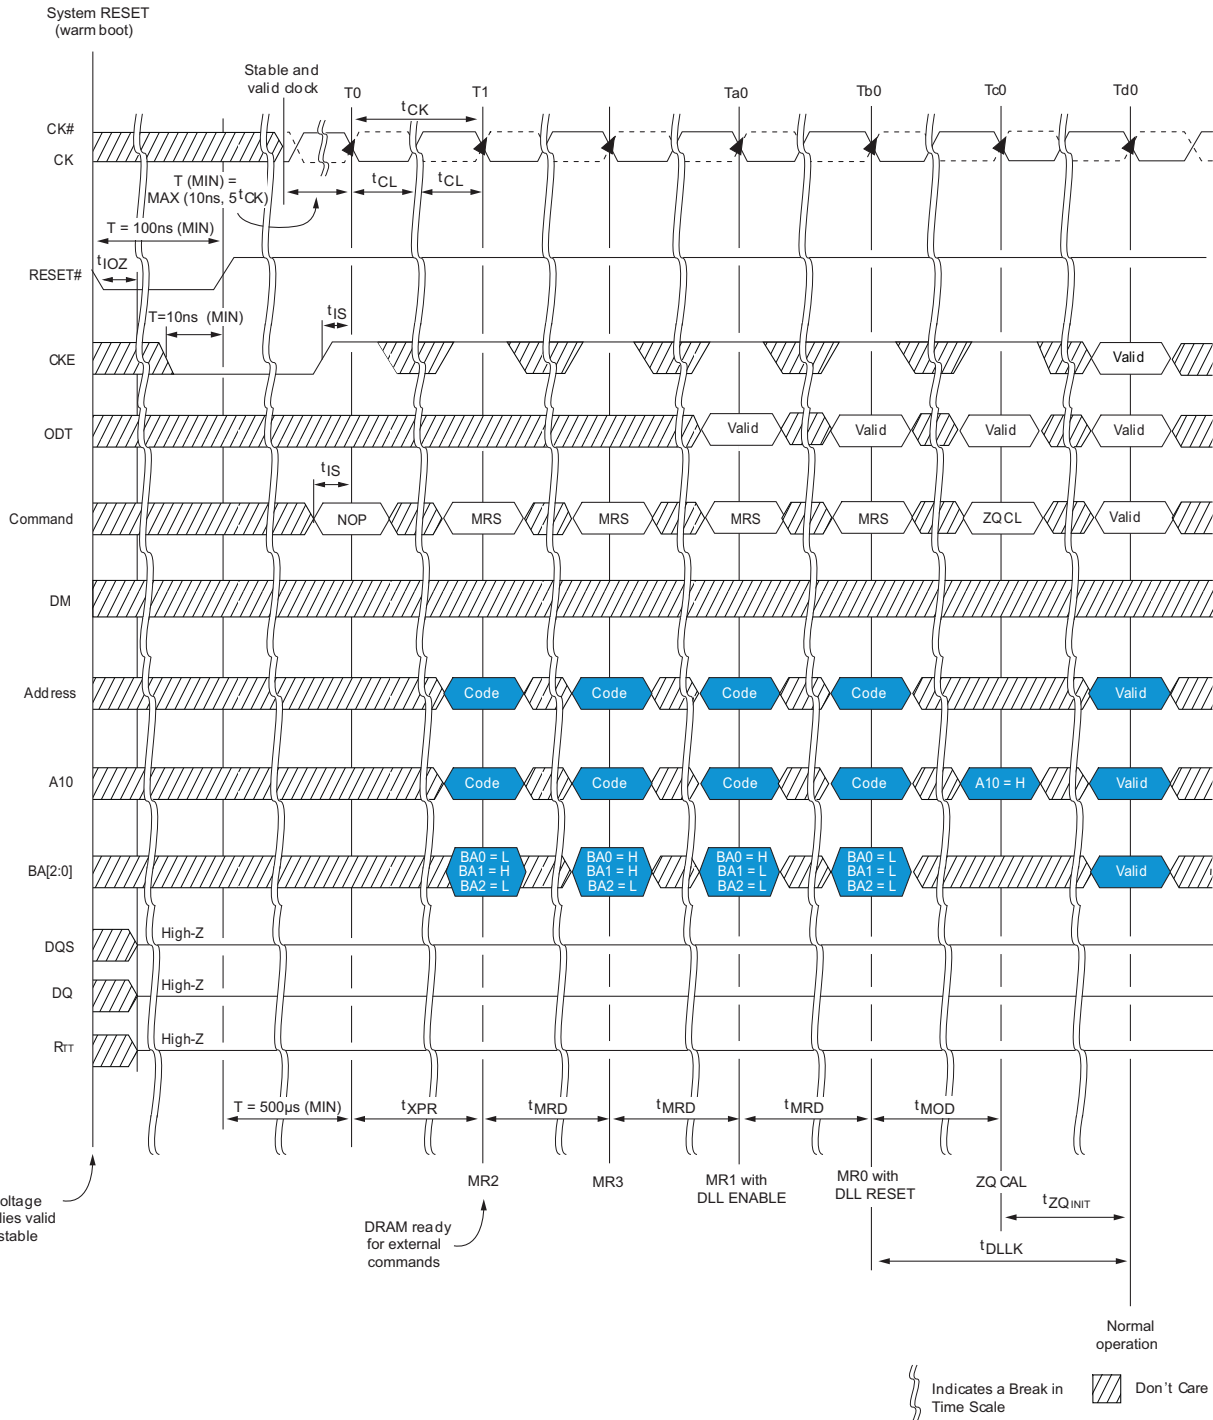 System RESET
(warm boot)
Stable and
valid clock
T0
T1
Ta0
Tb0
Tc0
Td0
tCK
CK#
CK
T (MIN) =
MAX (10ns, 5tCK)
tCL
tCL
T = 100ns (MIN)
tIOZ
RESET#
T=10ns (MIN)
tIS
CKE
Valid
ODT
Valid
Valid
Valid
Valid
tIS
Command
NOP
MRS
MRS
MRS
MRS
ZQCL
Valid
DM
Address
Code
Code
Code
Code
Valid
A10
Code
Code
Code
Code
A10 = H
Valid
BA[2:0]
BA0 = L
BA1 = H
BA2 = L
BA0 = H
BA1 = H
BA2 = L
BA0 = H
BA1 = L
BA2 = L
BA0 = L
BA1 = L
BA2 = L
Valid
DQS
High-Z
DQ
High-Z
RTT
High-Z
T = 500µs (MIN)
tXPR
tMRD
tMRD
tMRD
tMOD
MR2
MR3
MR1 with
DLL ENABLE
MR0 with
DLL RESET
ZQ CAL
tZQINIT
oltage
lies valid
stable
DRAM ready
for external
commands
tDLLK
Normal
operation
Indicates a Break in
Time Scale
Don't Care